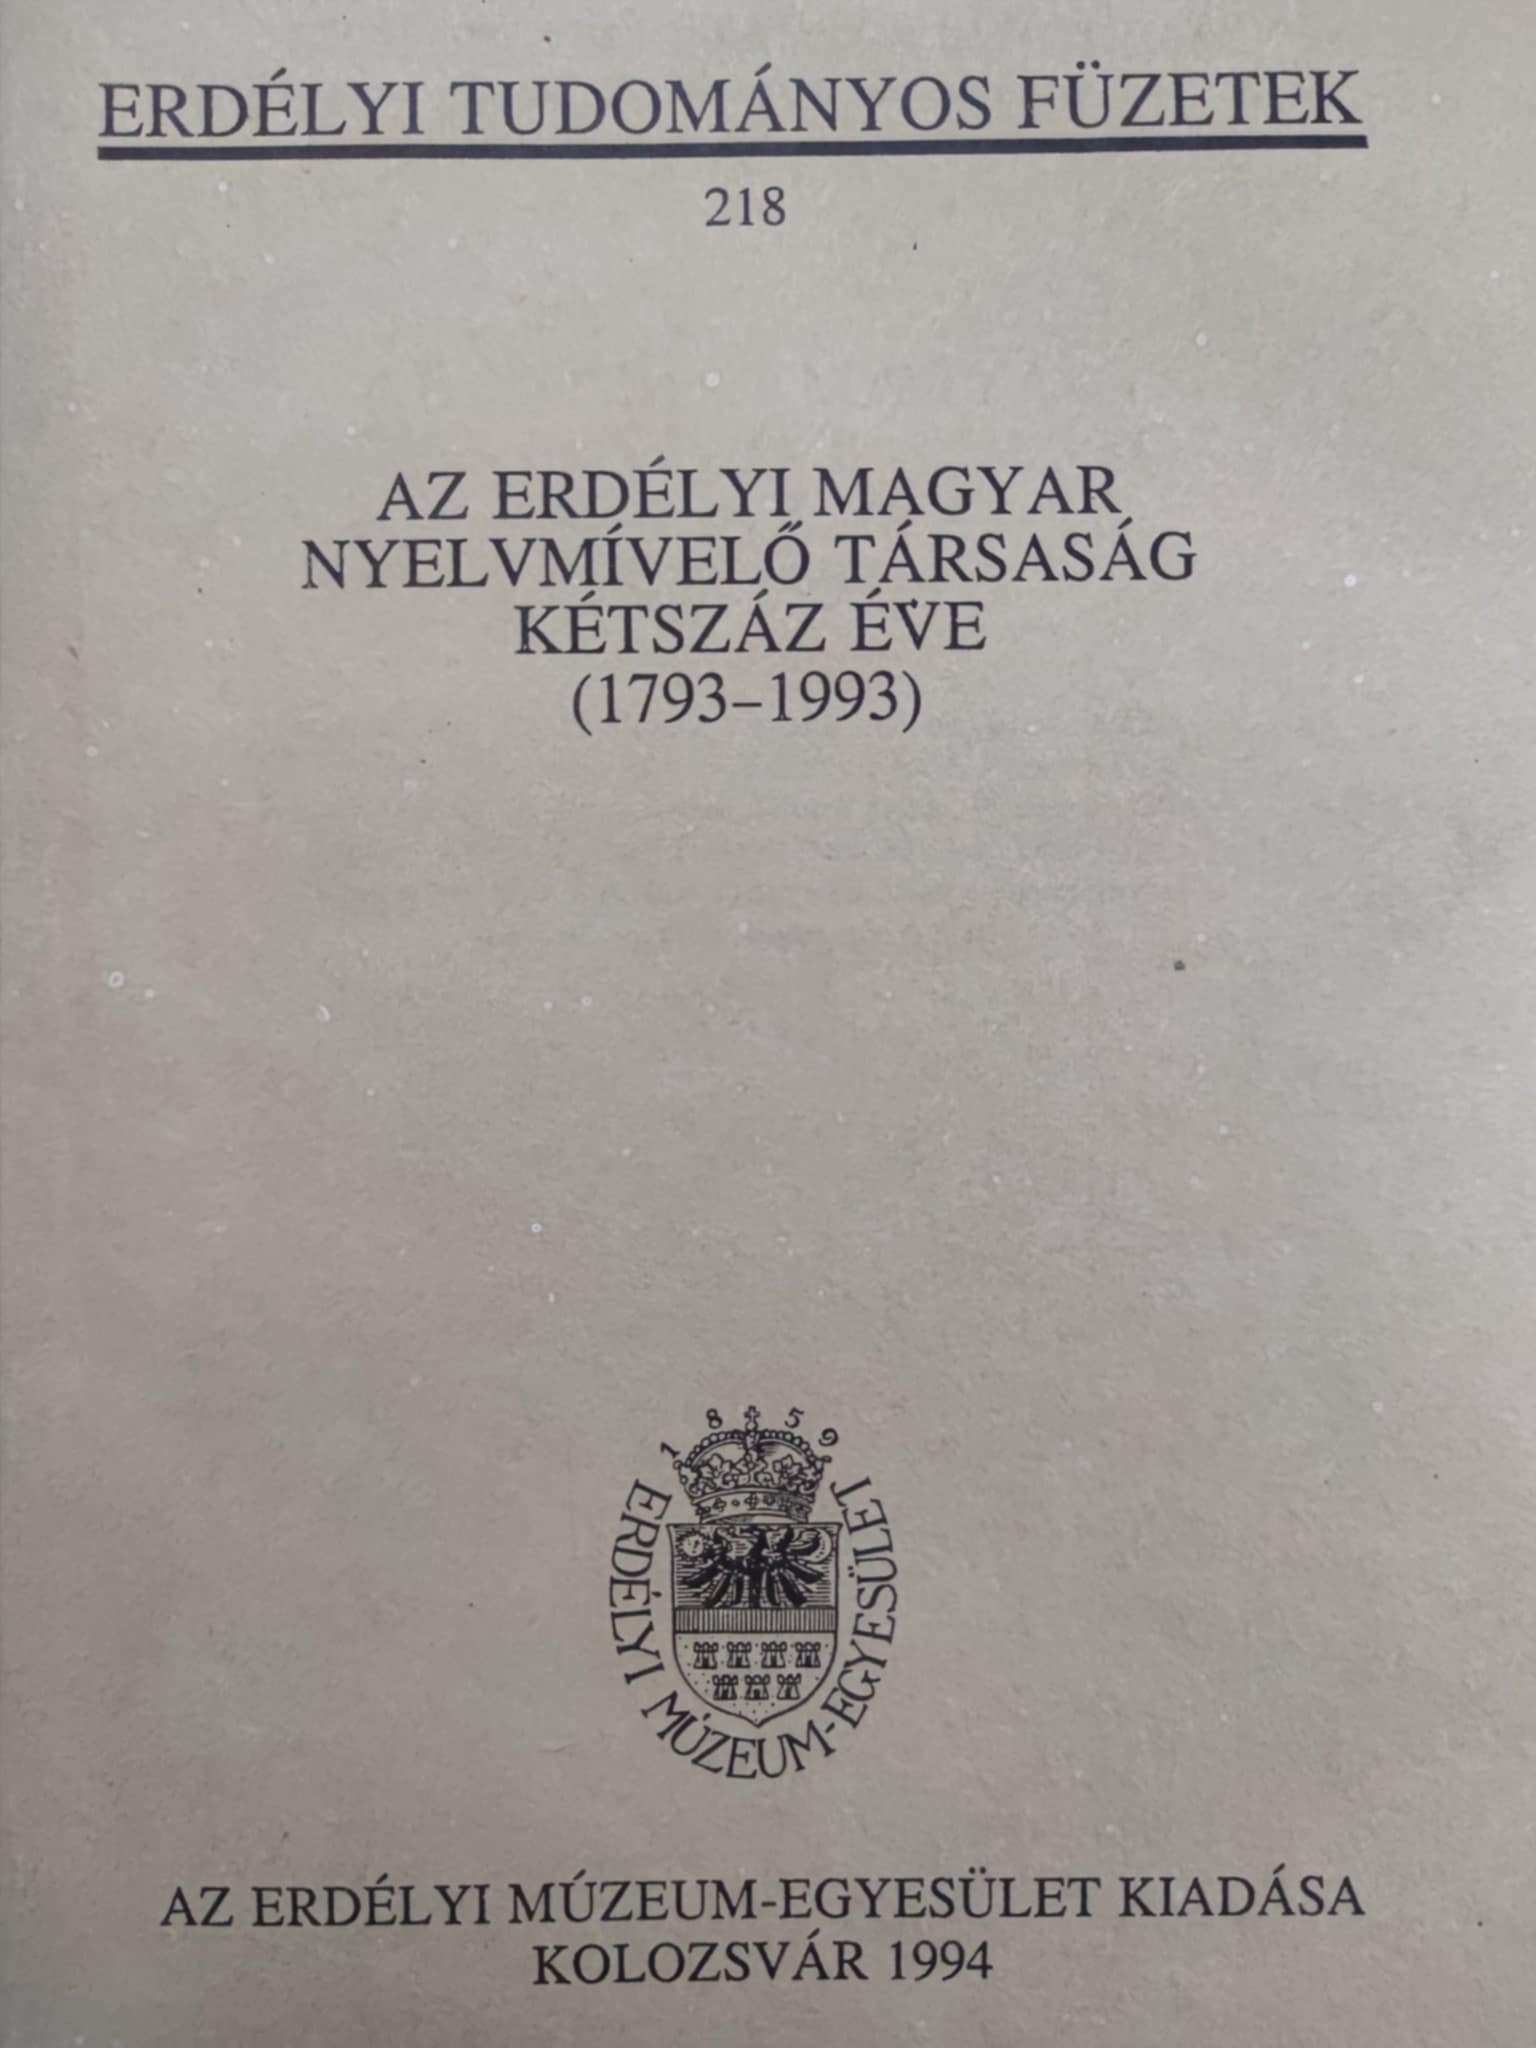 ERDÉLYI TUDOMÁNYOS FÜZETEK
218
AZ ERDÉLYI MAGYAR
NYELVMÍVELŐ TÁRSASÁG
KÉTSZÁZ ÉVE
(1793–1993)
1859
ERDÉLYI MÚZEUM-EGYESÜLET
AZ ERDÉLYI MÚZEUM-EGYESÜLET KIADÁSA
KOLOZSVÁR 1994